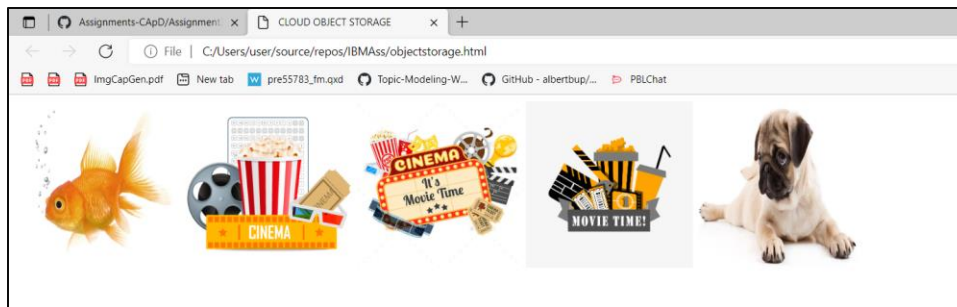 Assignments-CApD/Assignment
CLOUD OBJECT STORAGE
File | C:/Users/user/source/repos/IBMAss/objectstorage.html
ImgCapGen.pdf New tab pre55783_fm.qxd Topic-Modeling-W... GitHub - albertbup/... PBLChat
CINEMA
CINEMA
It's
Movie Time
MOVIE TIME!